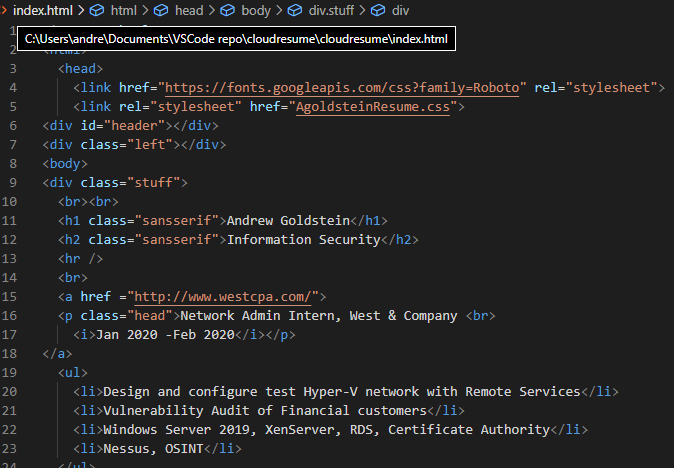 index.html > html > head > body > div.stuff > div
1
C:\Users\andre\Documents\VSCode repo\cloudresume\cloudresume\index.html
<html>
3 <head>
4 <link href="https://fonts.googleapis.com/css?family=Roboto" rel="stylesheet">
5 <link rel="stylesheet" href="AgoldsteinResume.css">
6 <div id="header"></div>
7 <div class="left"></div>
8 <body>
9 <div class="stuff">
10 <br><br>
11 <h1 class="sansserif">Andrew Goldstein</h1>
12 <h2 class="sansserif">Information Security</h2>
13 <hr />
14 <br>
15 <a href ="http://www.westcpa.com/">
16 <p class="head">Network Admin Intern, West & Company <br>
17 <i>Jan 2020 -Feb 2020</i></p>
18 </a>
19 <ul>
20 <li>Design and configure test Hyper-V network with Remote Services</li>
21 <li>Vulnerability Audit of Financial customers</li>
22 <li>Windows Server 2019, XenServer, RDS, Certificate Authority</li>
23 <li>Nessus, OSINT</li>
24 </ul>